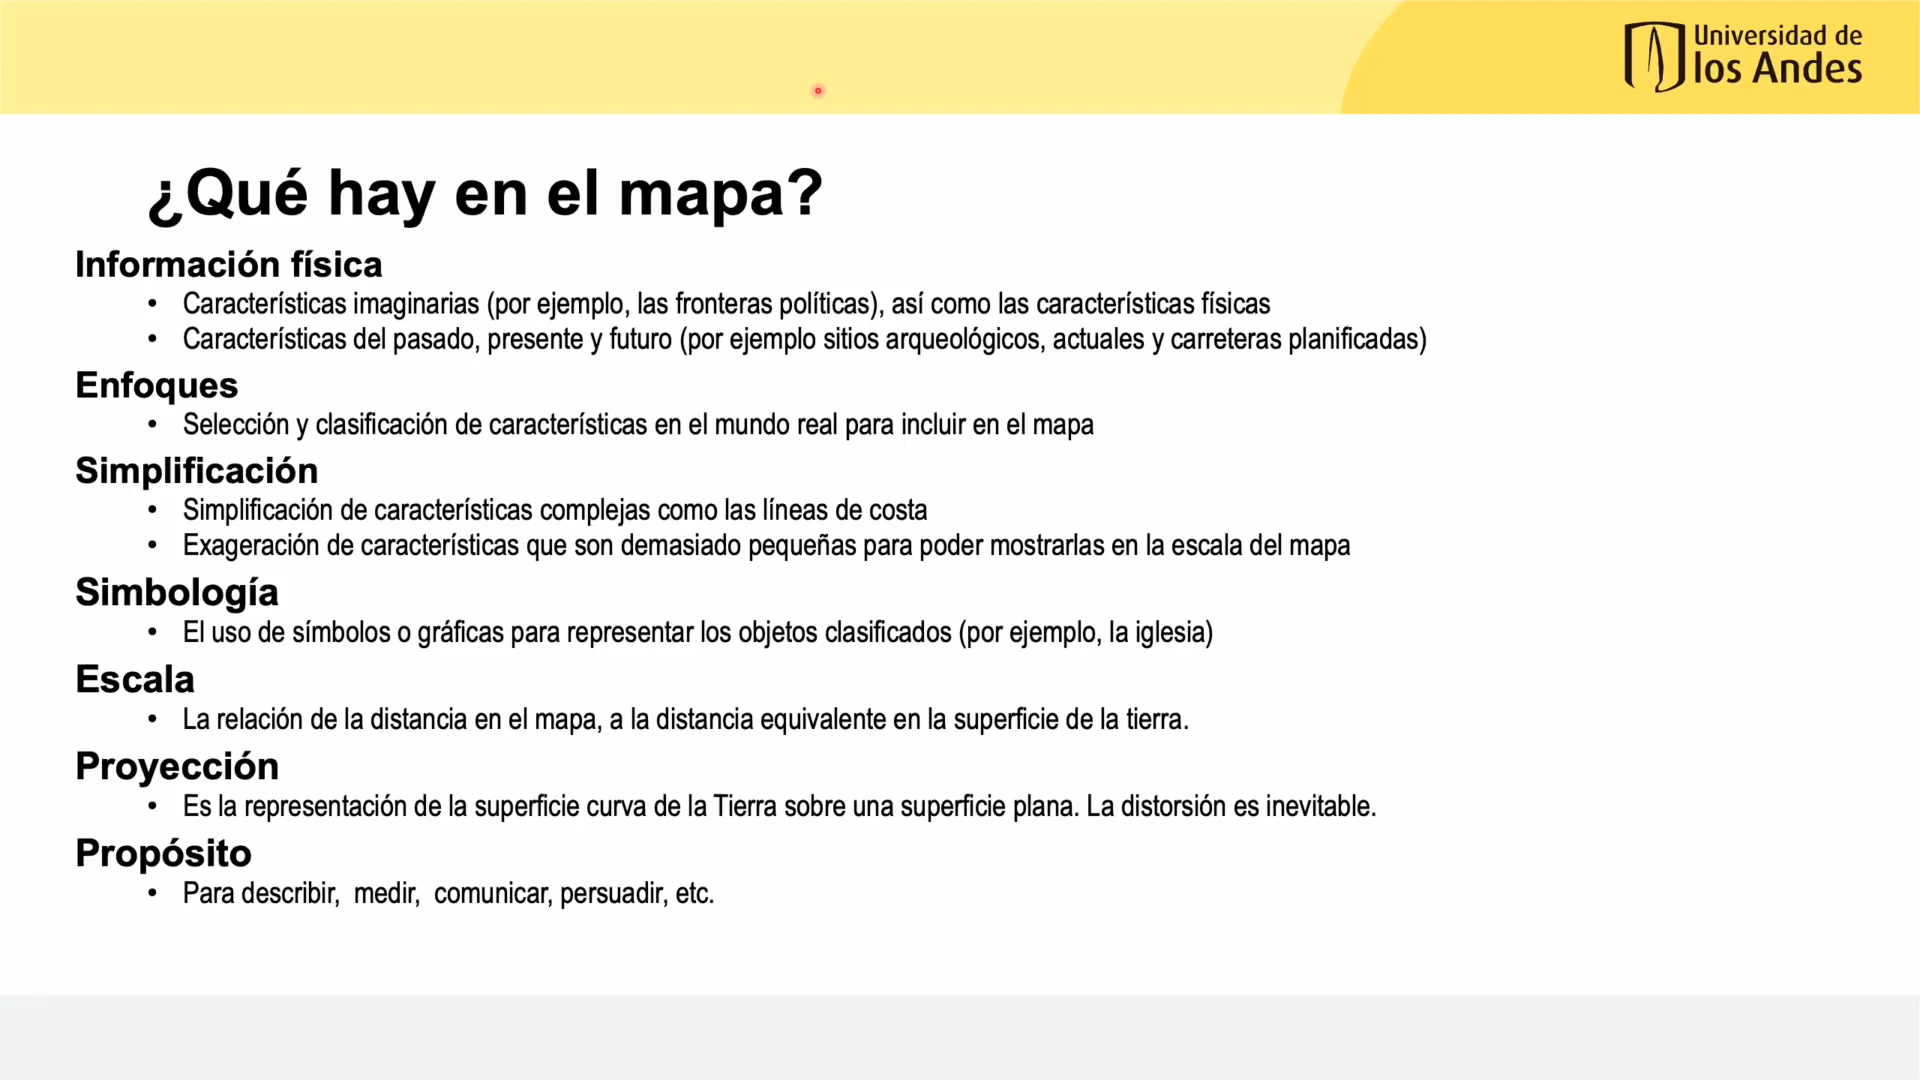 Universidad de
los Andes
¿Qué hay en el mapa?
Información física
• Características imaginarias (por ejemplo, las fronteras políticas), así como las características físicas
• Características del pasado, presente y futuro (por ejemplo sitios arqueológicos, actuales y carreteras planificadas)
Enfoques
• Selección y clasificación de características en el mundo real para incluir en el mapa
Simplificación
• Simplificación de características complejas como las líneas de costa
• Exageración de características que son demasiado pequeñas para poder mostrarlas en la escala del mapa
Simbología
• El uso de símbolos o gráficas para representar los objetos clasificados (por ejemplo, la iglesia)
Escala
• La relación de la distancia en el mapa, a la distancia equivalente en la superficie de la tierra.
Proyección
• Es la representación de la superficie curva de la Tierra sobre una superficie plana. La distorsión es inevitable.
Propósito
• Para describir, medir, comunicar, persuadir, etc.